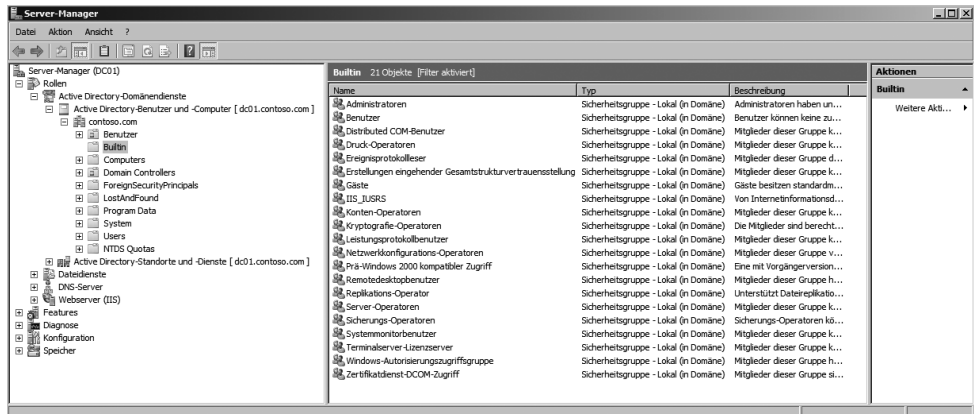 Server-Manager
Datei Aktion Ansicht ?
Server-Manager (DC01)
Rollen
Active Directory-Domänendienste
Active Directory-Benutzer und -Computer [ dc01.contoso.com ]
contoso.com
Benutzer
Builtin
Computers
Domain Controllers
ForeignSecurityPrincipals
LostAndFound
Program Data
System
Users
NTDS Quotas
Active Directory-Standorte und -Dienste [ dc01.contoso.com ]
Dateidienste
DNS-Server
Webserver (IIS)
Features
Diagnose
Konfiguration
Speicher
Builtin 21 Objekte [Filter aktiviert]
Name Typ Beschreibung
Administratoren Sicherheitsgruppe - Lokal (in Domäne) Administratoren haben un...
Benutzer Sicherheitsgruppe - Lokal (in Domäne) Benutzer können keine zu...
Distributed COM-Benutzer Sicherheitsgruppe - Lokal (in Domäne) Mitglieder dieser Gruppe k...
Druck-Operatoren Sicherheitsgruppe - Lokal (in Domäne) Mitglieder dieser Gruppe k...
Ereignisprotokollleser Sicherheitsgruppe - Lokal (in Domäne) Mitglieder dieser Gruppe d...
Erstellungen eingehender Gesamtstrukturvertrauensstellung Sicherheitsgruppe - Lokal (in Domäne) Mitglieder dieser Gruppe k...
Gäste Sicherheitsgruppe - Lokal (in Domäne) Gäste besitzen standardm...
IIS_IUSRS Sicherheitsgruppe - Lokal (in Domäne) Von Internetinformationsd...
Konten-Operatoren Sicherheitsgruppe - Lokal (in Domäne) Mitglieder dieser Gruppe k...
Kryptografie-Operatoren Sicherheitsgruppe - Lokal (in Domäne) Die Mitglieder sind berecht...
Leistungsprotokollbenutzer Sicherheitsgruppe - Lokal (in Domäne) Mitglieder dieser Gruppe k...
Netzwerkkonfigurations-Operatoren Sicherheitsgruppe - Lokal (in Domäne) Mitglieder dieser Gruppe v...
Prä-Windows 2000 kompatibler Zugriff Sicherheitsgruppe - Lokal (in Domäne) Eine mit Vorgängerversion...
Remotedesktopbenutzer Sicherheitsgruppe - Lokal (in Domäne) Mitglieder dieser Gruppe h...
Replikations-Operator Sicherheitsgruppe - Lokal (in Domäne) Unterstützt Dateireplikatio...
Server-Operatoren Sicherheitsgruppe - Lokal (in Domäne) Mitglieder dieser Gruppe k...
Sicherungs-Operatoren Sicherheitsgruppe - Lokal (in Domäne) Sicherungs-Operatoren kö...
Systemmonitorbenutzer Sicherheitsgruppe - Lokal (in Domäne) Mitglieder dieser Gruppe k...
Terminalserver-Lizenzserver Sicherheitsgruppe - Lokal (in Domäne) Mitglieder dieser Gruppe k...
Windows-Autorisierungszugriffsgruppe Sicherheitsgruppe - Lokal (in Domäne) Mitglieder dieser Gruppe h...
Zertifikatdienst-DCOM-Zugriff Sicherheitsgruppe - Lokal (in Domäne) Mitglieder dieser Gruppe si...
Aktionen
Builtin
Weitere Akti...